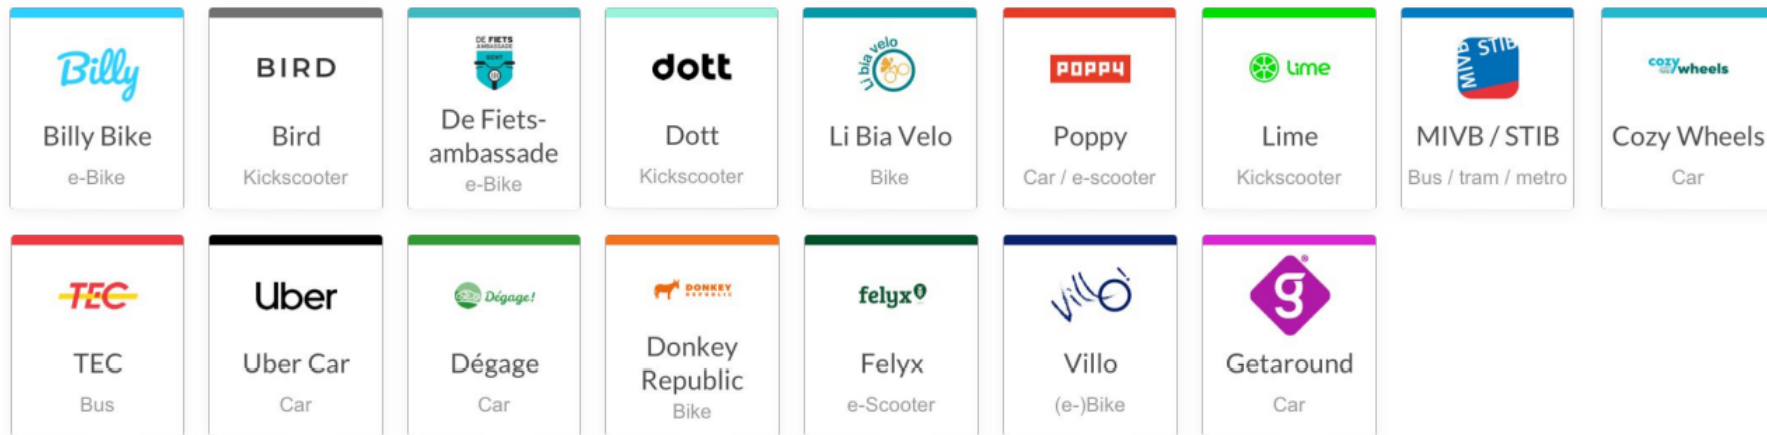 Billy
Billy Bike
e-Bike
BIRD
Bird
Kickscooter
DE FIETS
AMBASSADE
GENT
De Fiets-
ambassade
e-Bike
dott
Dott
Kickscooter
Li bia velo
Li Bia Velo
Bike
POPPY
Poppy
Car / e-scooter
Lime
Lime
Kickscooter
MIVB STIB
MIVB / STIB
Bus / tram / metro
cozy wheels
Cozy Wheels
Car
TEC
TEC
Bus
Uber
Uber Car
Car
Dégage!
Dégage
Car
DONKEY
REPUBLIC
Donkey
Republic
Bike
felyx
Felyx
e-Scooter
Villo!
Villo
(e-)Bike
g
Getaround
Car